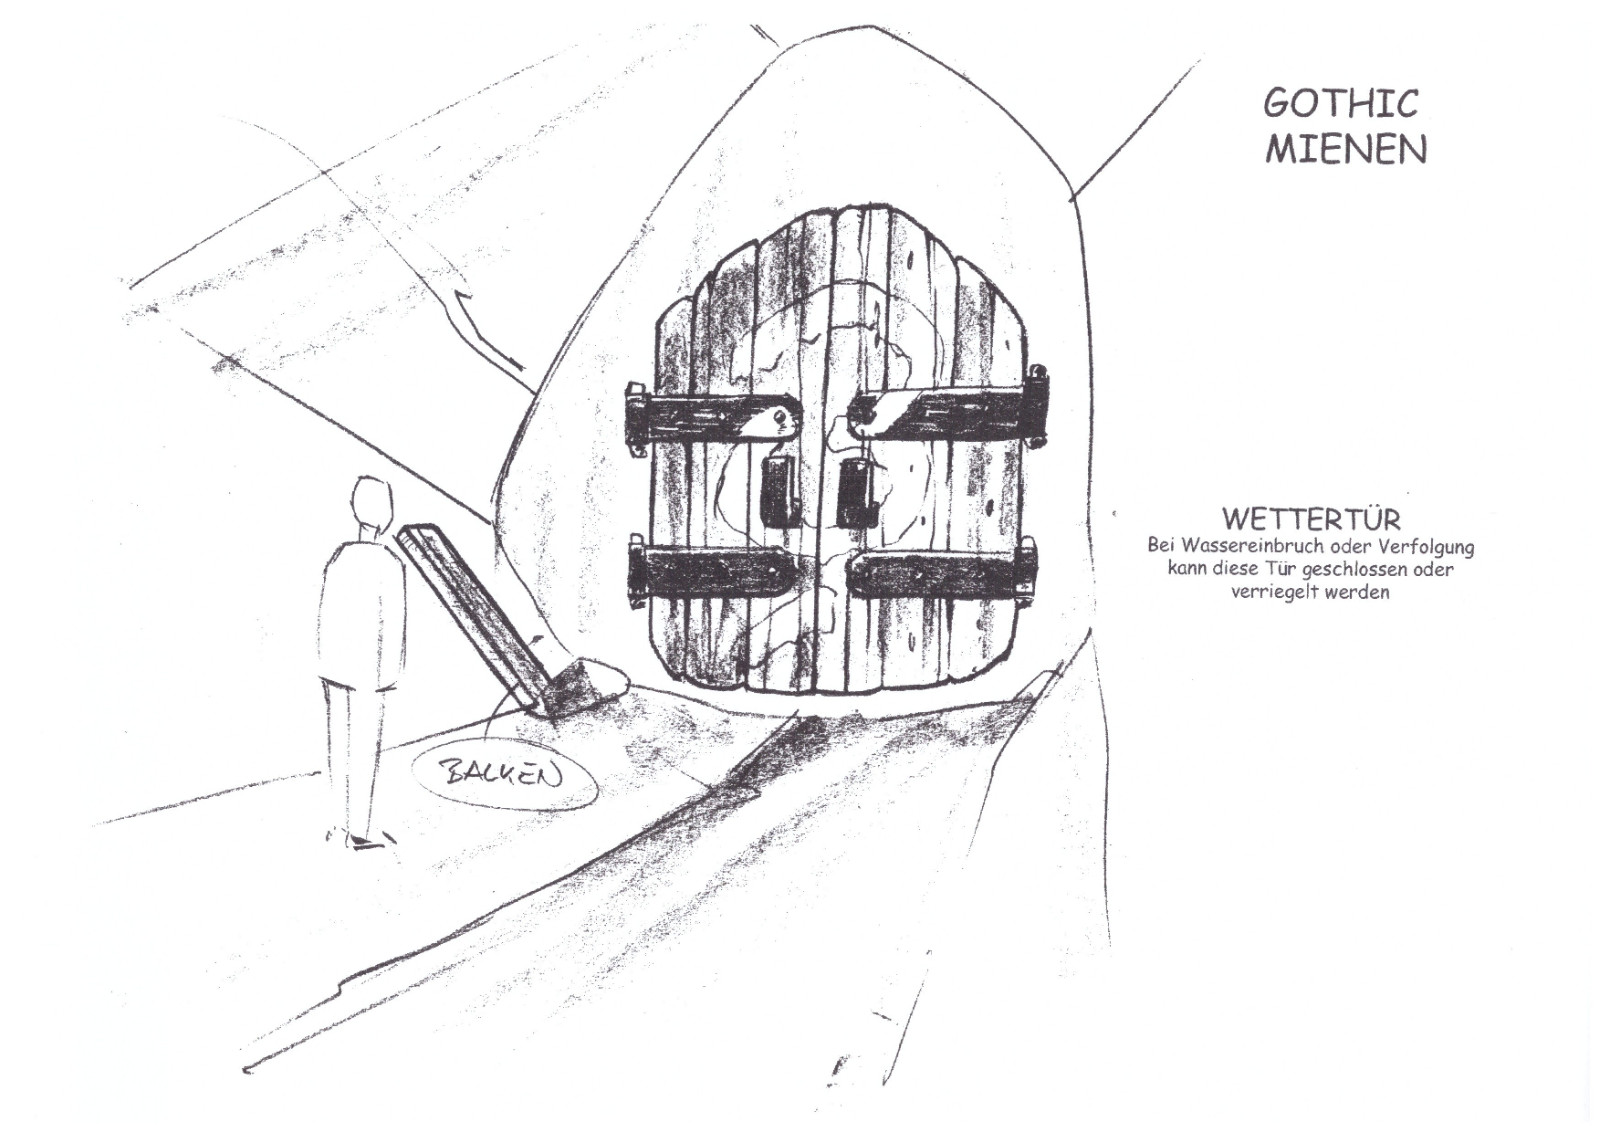 GOTHIC
MIENEN
WETTERTÜR
Bei Wassereinbruch oder Verfolgung
kann diese Tür geschlossen oder
verriegelt werden
BALKEN